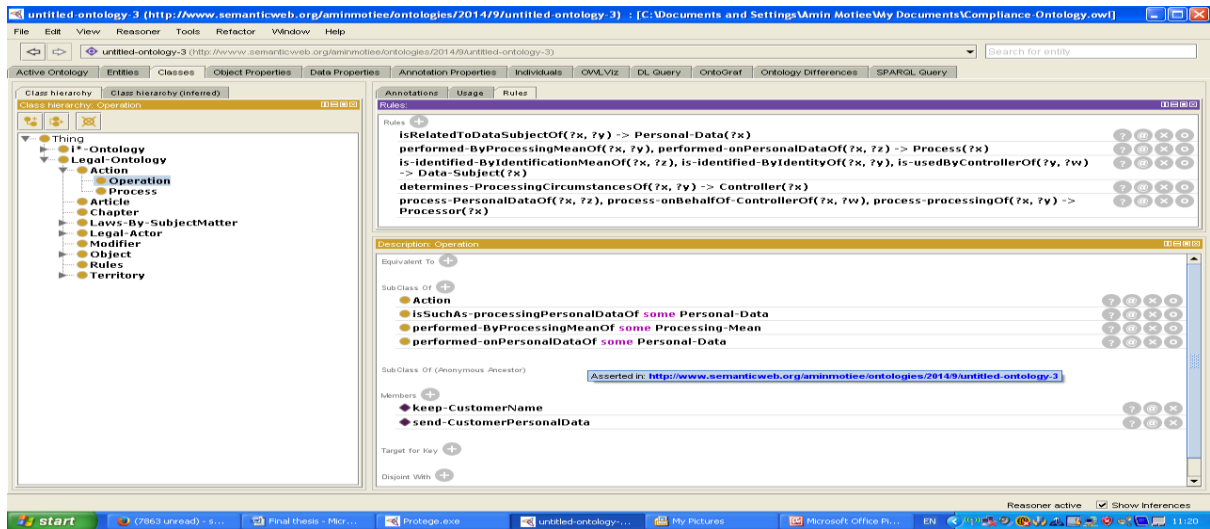 untitled-ontology-3 (http://www.semanticweb.org/aminmotiee/ontologies/2014/9/untitled-ontology-3) : [C:\Documents and Settings\Amin Motiee\My Documents\Compliance-Ontology.owl]
File Edit View Reasoner Tools Refactor Window Help
untitled-ontology-3 (http://www.semanticweb.org/aminmotiee/ontologies/2014/9/untitled-ontology-3) Search for entity
Active Ontology Entities Classes Object Properties Data Properties Annotation Properties Individuals OWLViz DL Query OntoGraf Ontology Differences SPARQL Query
Class hierarchy Class hierarchy (inferred)
Class hierarchy: Operation
Thing
i*-Ontology
Legal-Ontology
Action
Operation
Process
Article
Chapter
Laws-By-SubjectMatter
Legal-Actor
Modifier
Object
Rules
Territory
Annotations Usage Rules
Rules:
Rules
isRelatedToDataSubjectOf(?x, ?y) -> Personal-Data(?x)
performed-ByProcessingMeanOf(?x, ?y), performed-onPersonalDataOf(?x, ?z) -> Process(?x)
is-identified-ByIdentificationMeanOf(?x, ?z), is-identified-ByIdentityOf(?x, ?y), is-usedByControllerOf(?y, ?w)
-> Data-Subject(?x)
determines-ProcessingCircumstancesOf(?x, ?y) -> Controller(?x)
process-PersonalDataOf(?x, ?z), process-onBehalfOf-ControllerOf(?x, ?w), process-processingOf(?x, ?y) ->
Processor(?x)
Description: Operation
Equivalent To
SubClass Of
Action
isSuchAs-processingPersonalDataOf some Personal-Data
performed-ByProcessingMeanOf some Processing-Mean
performed-onPersonalDataOf some Personal-Data
SubClass Of (Anonymous Ancestor)
Asserted in: http://www.semanticweb.org/aminmotiee/ontologies/2014/9/untitled-ontology-3
Members
keep-CustomerName
send-CustomerPersonalData
Target for Key
Disjoint With
Reasoner active Show Inferences
start (7863 unread) - s... Final thesis - Micr... Protege.exe untitled-ontology-... My Pictures Microsoft Office Pi... EN 11:20